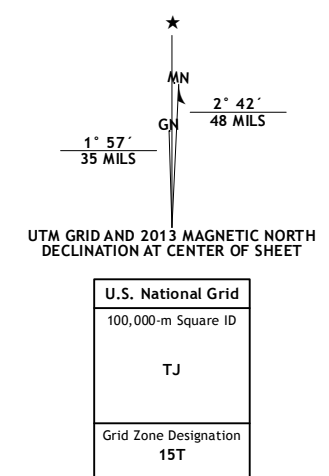 ★
MN
GN
2° 42´
48 MILS
1° 57´
35 MILS
UTM GRID AND 2013 MAGNETIC NORTH
DECLINATION AT CENTER OF SHEET
U.S. National Grid
100,000-m Square ID
TJ
Grid Zone Designation
15T